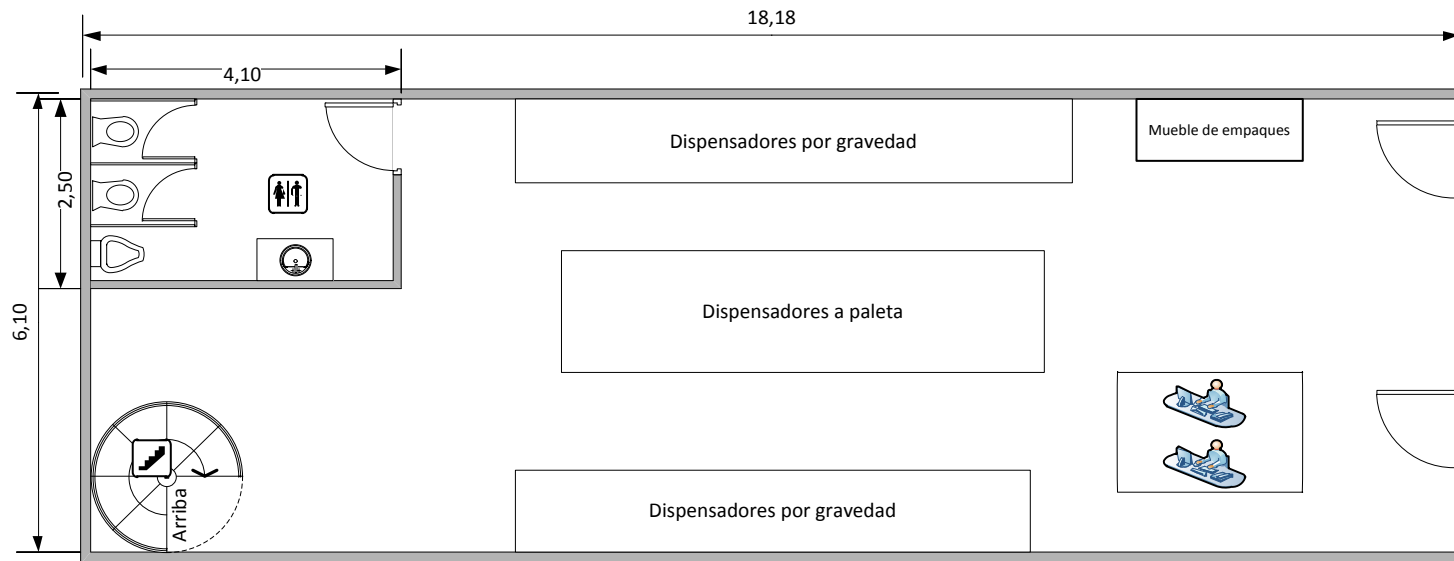 18,18
4,10
Dispensadores por gravedad
Mueble de empaques
2,50
Dispensadores a paleta
6,10
Arriba
Dispensadores por gravedad